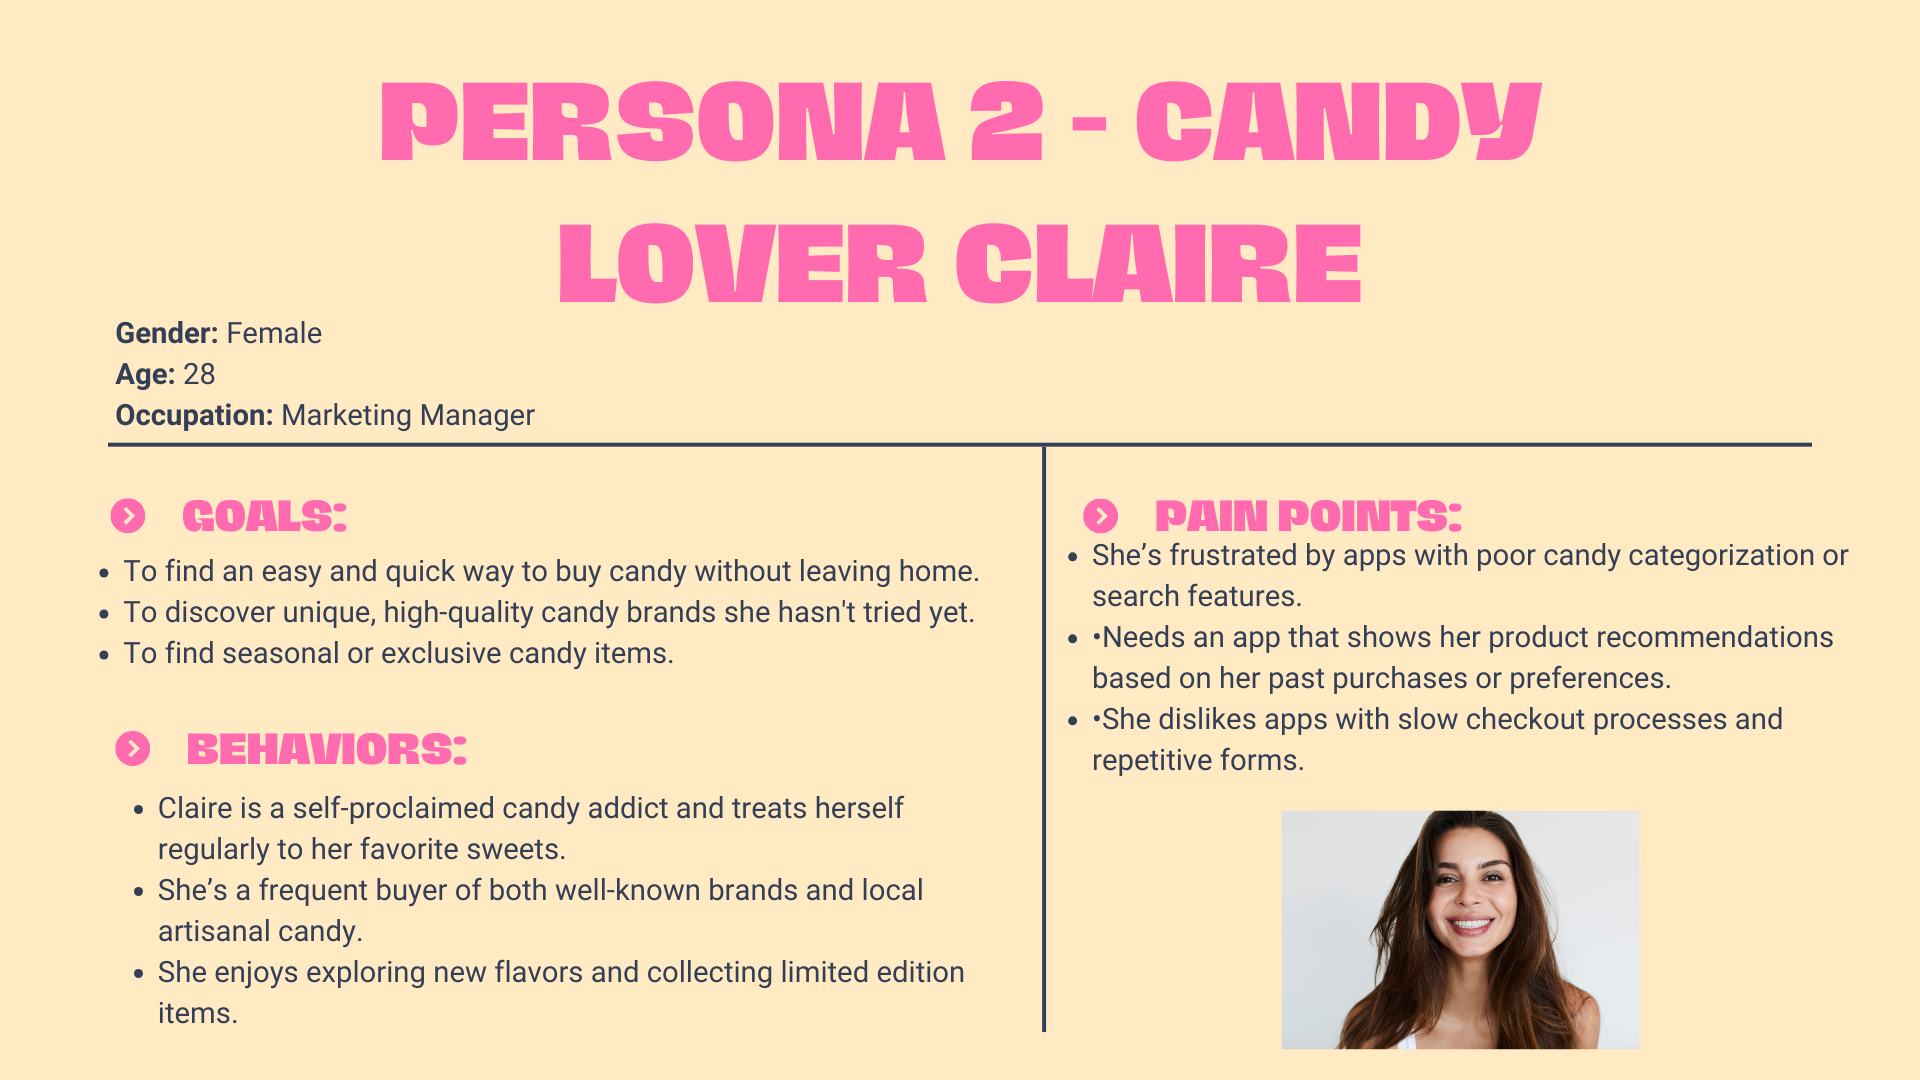 PERSONA 2 - CANDY
LOVER CLAIRE
Gender: Female
Age: 28
Occupation: Marketing Manager
GOALS:
• To find an easy and quick way to buy candy without leaving home.
• To discover unique, high-quality candy brands she hasn't tried yet.
• To find seasonal or exclusive candy items.
BEHAVIORS:
• Claire is a self-proclaimed candy addict and treats herself
regularly to her favorite sweets.
• She’s a frequent buyer of both well-known brands and local
artisanal candy.
• She enjoys exploring new flavors and collecting limited edition
items.
PAIN POINTS:
• She’s frustrated by apps with poor candy categorization or
search features.
• •Needs an app that shows her product recommendations
based on her past purchases or preferences.
• •She dislikes apps with slow checkout processes and
repetitive forms.